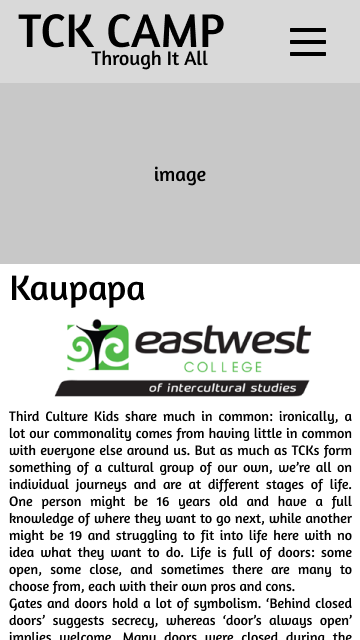 TCK CAMP
Through It All
image
Kaupapa
eastwest
COLLEGE
of intercultural studies
Third Culture Kids share much in common: ironically, a
lot our commonality comes from having little in common
with everyone else around us. But as much as TCKs form
something of a cultural group of our own, we’re all on
individual journeys and are at different stages of life.
One person might be 16 years old and have a full
knowledge of where they want to go next, while another
might be 19 and struggling to fit into life here with no
idea what they want to do. Life is full of doors: some
open, some close, and sometimes there are many to
choose from, each with their own pros and cons.
Gates and doors hold a lot of symbolism. ‘Behind closed
doors’ suggests secrecy, whereas ‘door’s always open’
implies welcome. Many doors were closed during the